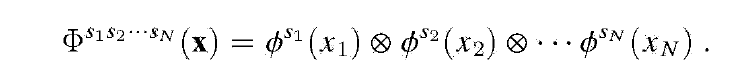 Φ^{s_1 s_2 ⋯ s_N}(𝐱) = ϕ^{s_1}(x_1) ⊗ ϕ^{s_2}(x_2) ⊗ ⋯ ϕ^{s_N}(x_N) .